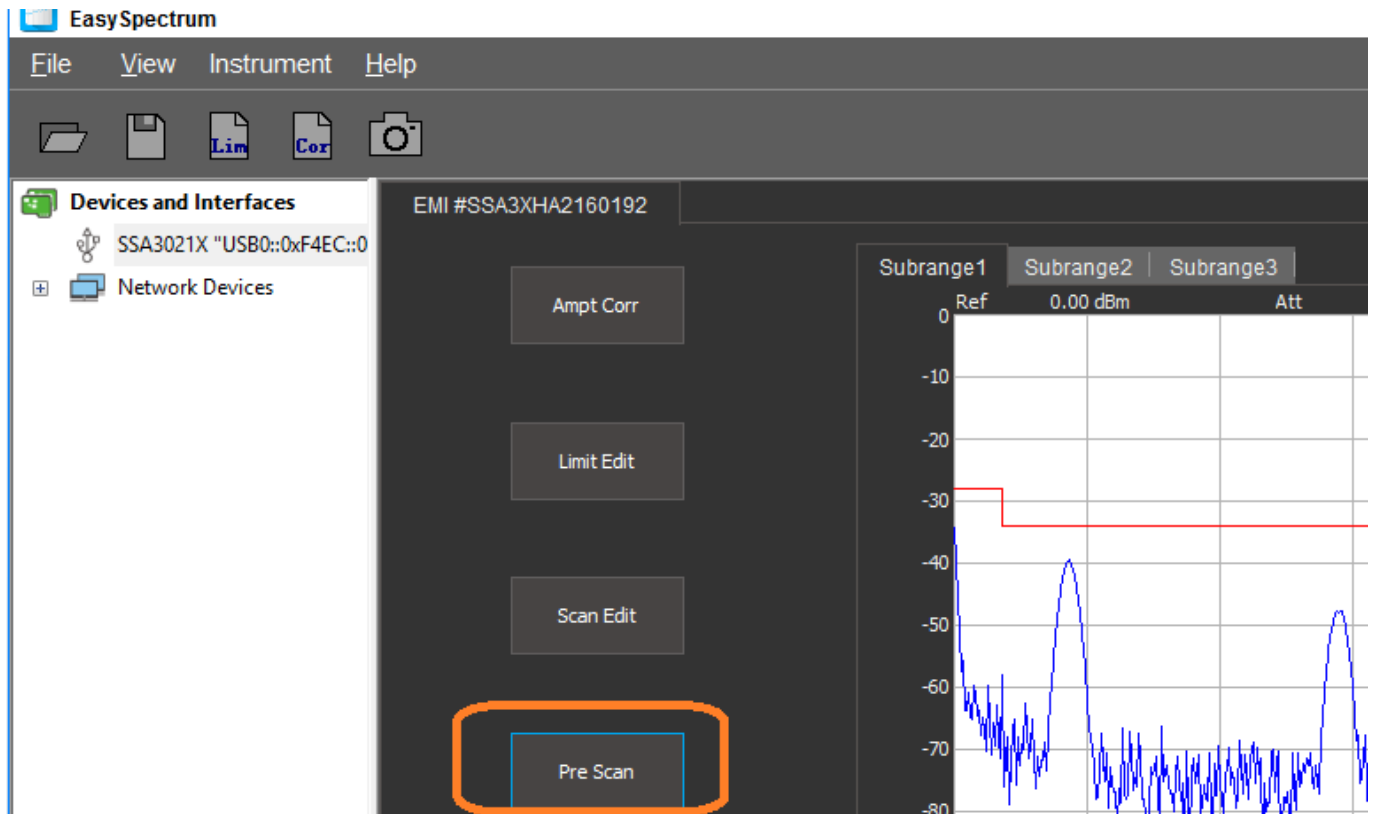 EasySpectrum
File View Instrument Help
Lim Cor
Devices and Interfaces
SSA3021X "USB0::0xF4EC::0
Network Devices
EMI #SSA3XHA2160192
Ampt Corr
Limit Edit
Scan Edit
Pre Scan
Subrange1 Subrange2 Subrange3
Ref 0.00 dBm Att
0
-10
-20
-30
-40
-50
-60
-70
-80